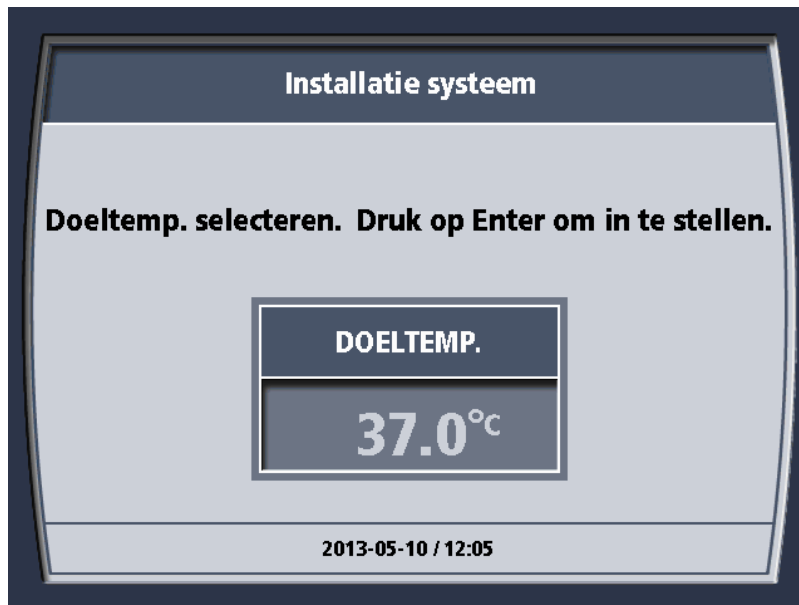 Installatie systeem
Doeltemp. selecteren. Druk op Enter om in te stellen.
DOELTEMP.
37.0°C
2013-05-10 / 12:05